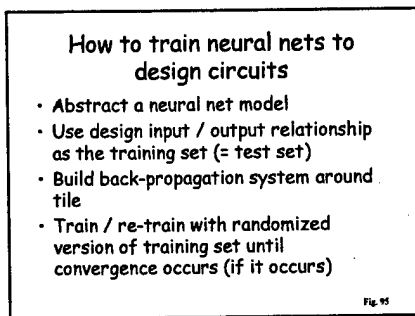 How to train neural nets to
design circuits
• Abstract a neural net model
• Use design input / output relationship
as the training set (= test set)
• Build back-propagation system around
tile
• Train / re-train with randomized
version of training set until
convergence occurs (if it occurs)
Fig. 95